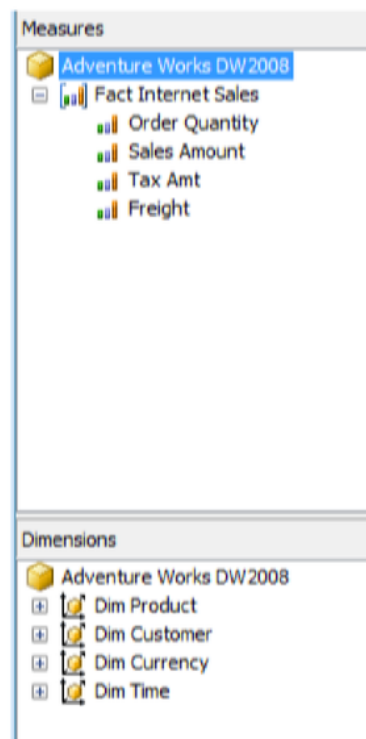 Measures
Adventure Works DW2008
Fact Internet Sales
Order Quantity
Sales Amount
Tax Amt
Freight
Dimensions
Adventure Works DW2008
Dim Product
Dim Customer
Dim Currency
Dim Time